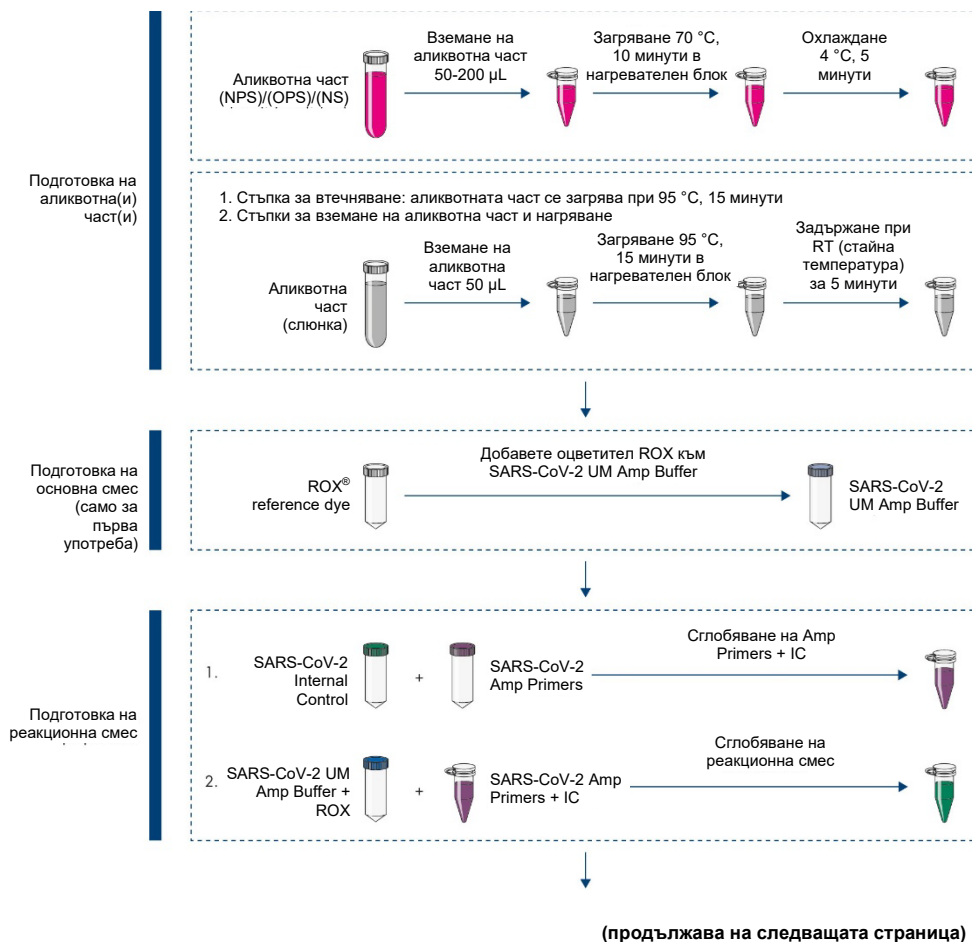 Подготовка на
аликвотна(и)
част(и)
Аликвотна част
(NPS)/(OPS)/(NS)
Вземане на
аликвотна част
50-200 µL
Загряване 70 °C,
10 минути в
нагревателен блок
Охлаждане
4 °C, 5
минути
1. Стъпка за втечняване: аликвотната част се загрява при 95 °C, 15 минути
2. Стъпки за вземане на аликвотна част и нагряване
Аликвотна
част
(слюнка)
Вземане на
аликвотна
част 50 µL
Загряване 95 °C,
15 минути в
нагревателен блок
Задържане при
RT (стайна
температура)
за 5 минути
Подготовка на
основна смес
(само за
първа
употреба)
ROX®
reference dye
Добавете оцветител ROX към
SARS-CoV-2 UM Amp Buffer
SARS-CoV-2
UM Amp Buffer
Подготовка на
реакционна смес
1.
SARS-CoV-2
Internal
Control
+
SARS-CoV-2
Amp Primers
Сглобяване на Amp
Primers + IC
2.
SARS-CoV-2 UM
Amp Buffer +
ROX
+
SARS-CoV-2 Amp
Primers + IC
Сглобяване на
реакционна смес
(продължава на следващата страница)